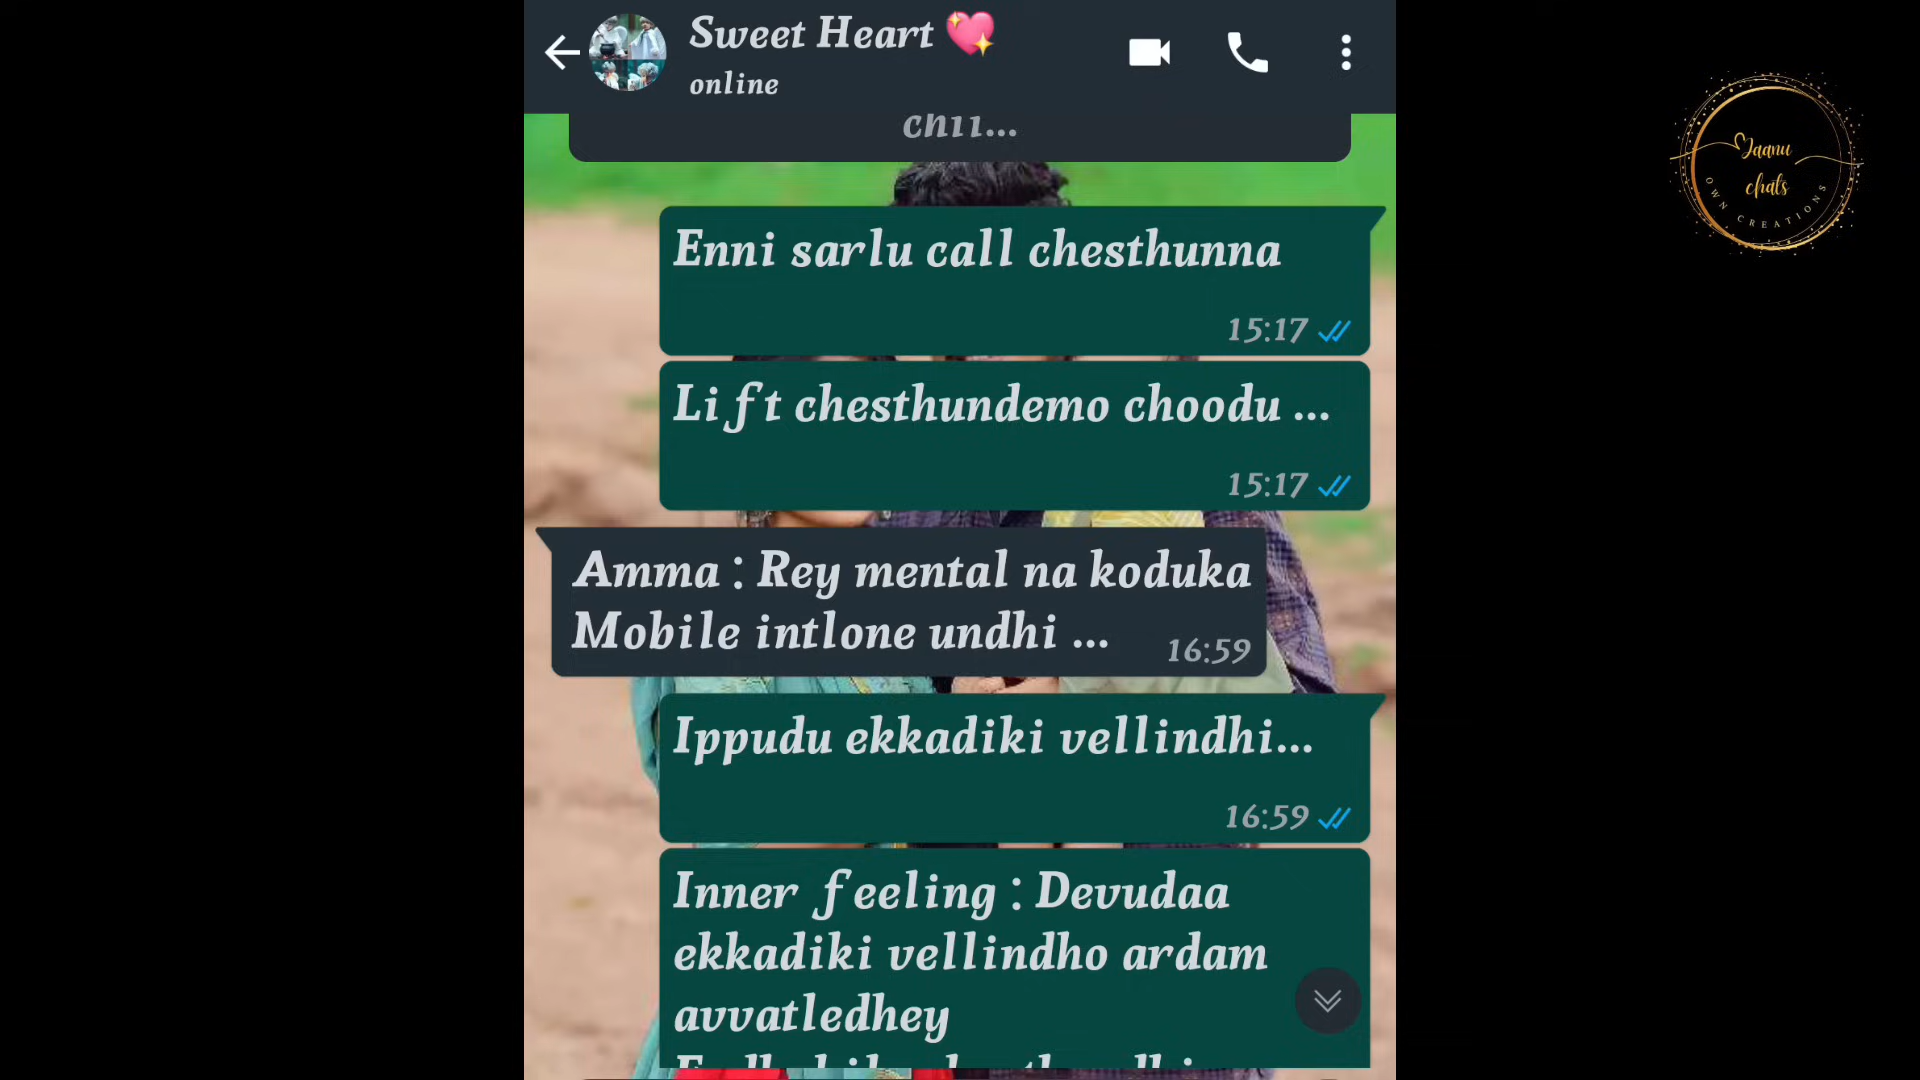 Sweet Heart 💖
online
Enni sarlu call chesthunna
15:17
Lift chesthundemo choodu ...
15:17
Amma : Rey mental na koduka
Mobile intlone undhi ...
16:59
Ippudu ekkadiki vellindhi...
16:59
Inner feeling : Devudaa
ekkadiki vellindho ardam
avvatledhey
Jaanu
chats
OWN CREATIONS